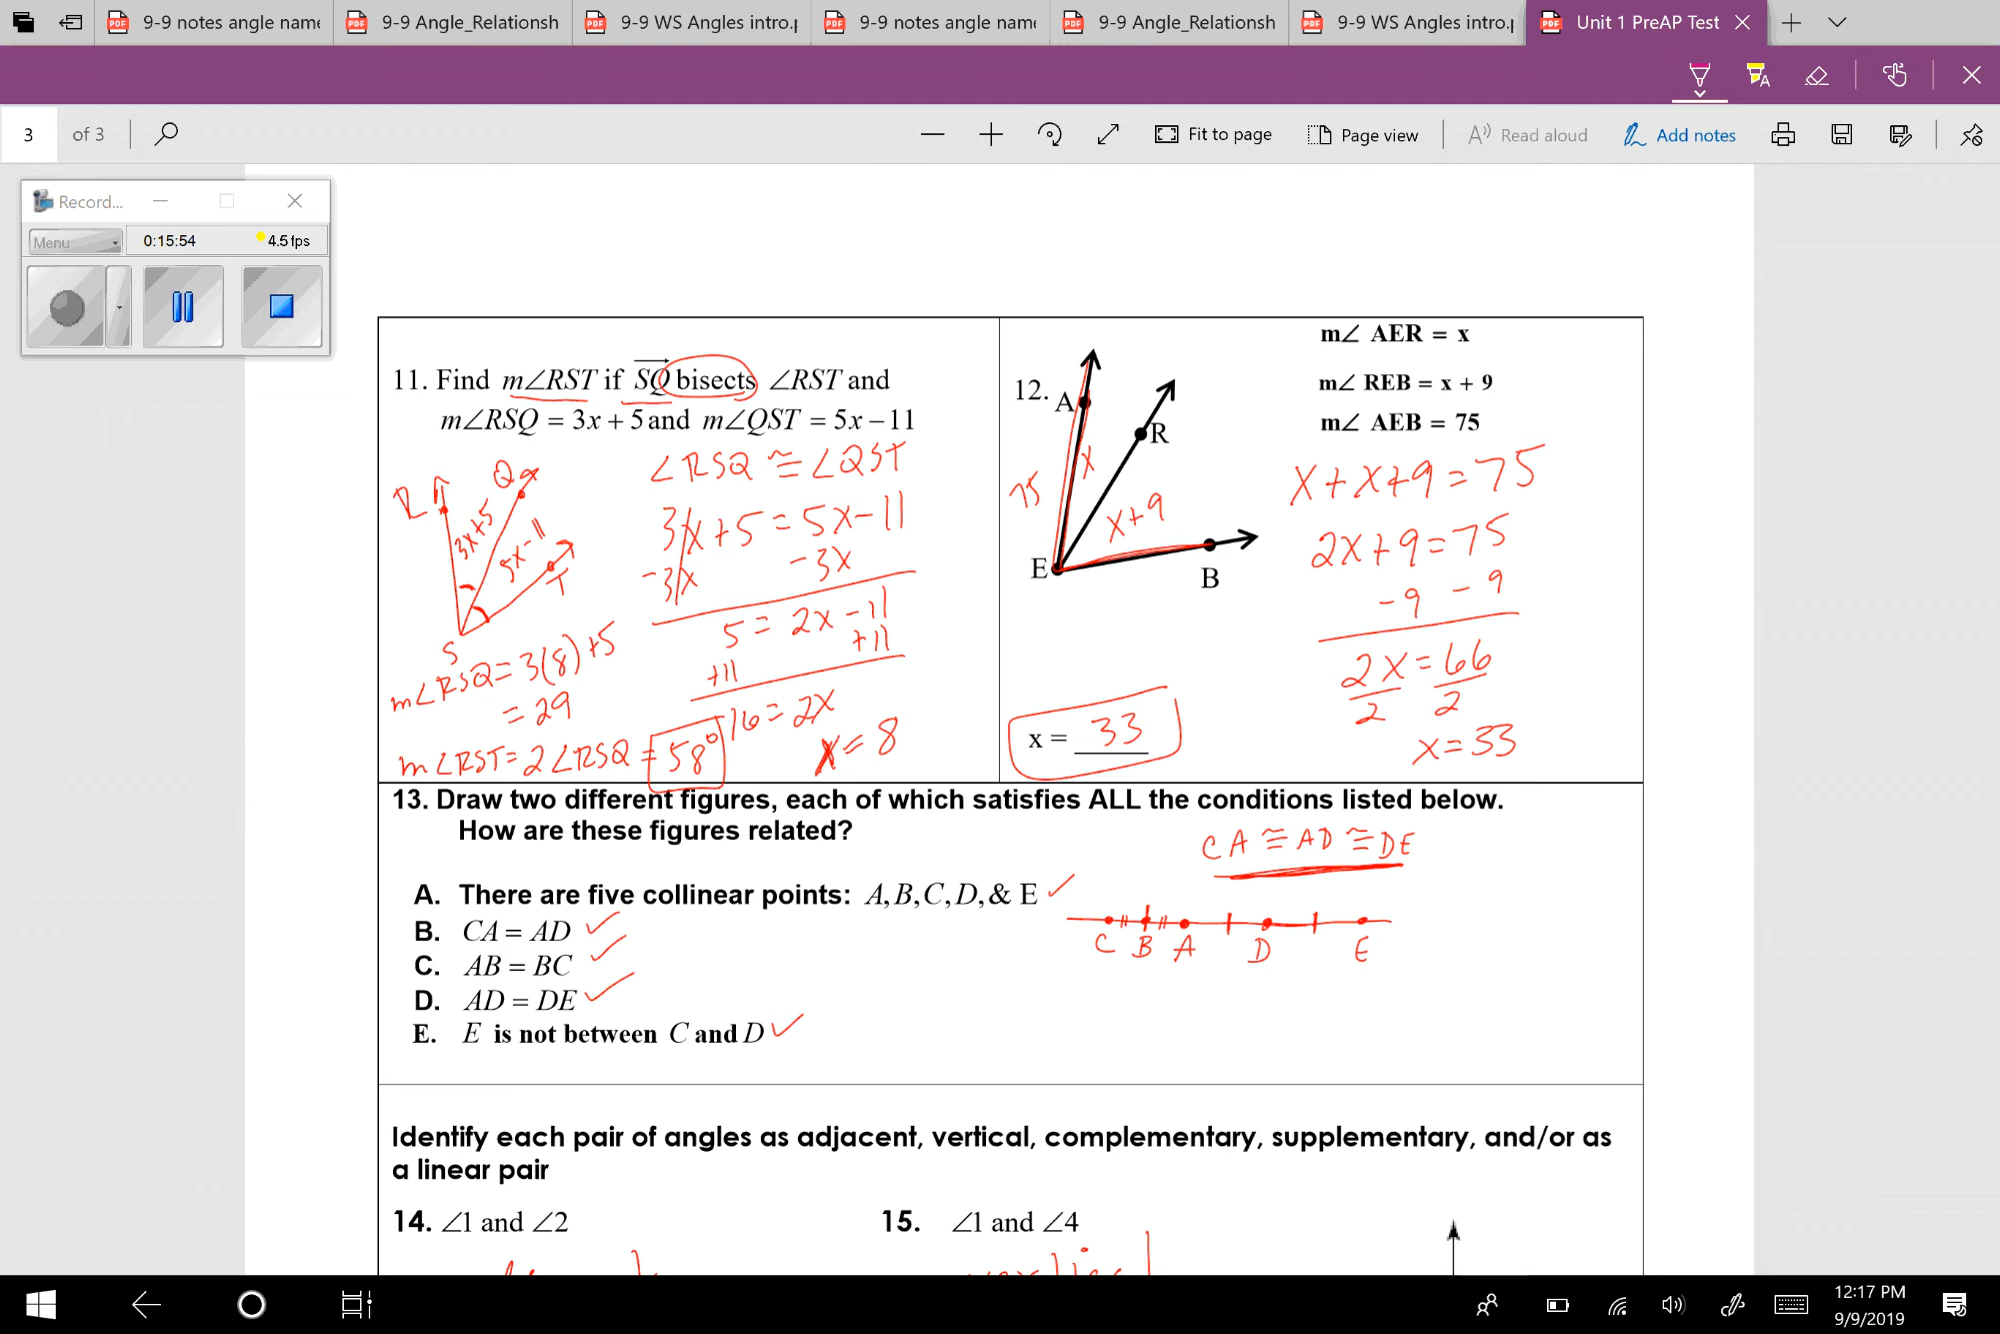 9-9 notes angle name 9-9 Angle_Relationsh 9-9 WS Angles intro.p 9-9 notes angle name 9-9 Angle_Relationsh 9-9 WS Angles intro.p Unit 1 PreAP Test
3 of 3 Fit to page Page view Read aloud Add notes
Record...
Menu 0:15:54 4.5 fps
11. Find m∠RST if SQ bisects ∠RST and
m∠RSQ = 3x + 5 and m∠QST = 5x – 11
∠RSQ ≅ ∠QST
R Q
3x+5
5x-11
T
S
3x+5 = 5x-11
-3x -3x
5 = 2x - 11
+11 +11
16 = 2x
x = 8
m∠RSQ = 3(8)+5
= 29
m∠RST = 2∠RSQ = 58°
12.
A
R
E
B
75
x
x+9
m∠ AER = x
m∠ REB = x + 9
m∠ AEB = 75
x+x+9=75
2x+9=75
-9 -9
2x = 66
2 2
x=33
x = 33
13. Draw two different figures, each of which satisfies ALL the conditions listed below.
How are these figures related?
CA ≅ AD ≅ DE
A. There are five collinear points: A, B, C, D, & E
B. CA = AD
C B A D E
C. AB = BC
D. AD = DE
E. E is not between C and D
Identify each pair of angles as adjacent, vertical, complementary, supplementary, and/or as
a linear pair
14. ∠1 and ∠2 15. ∠1 and ∠4
vertical
12:17 PM
9/9/2019